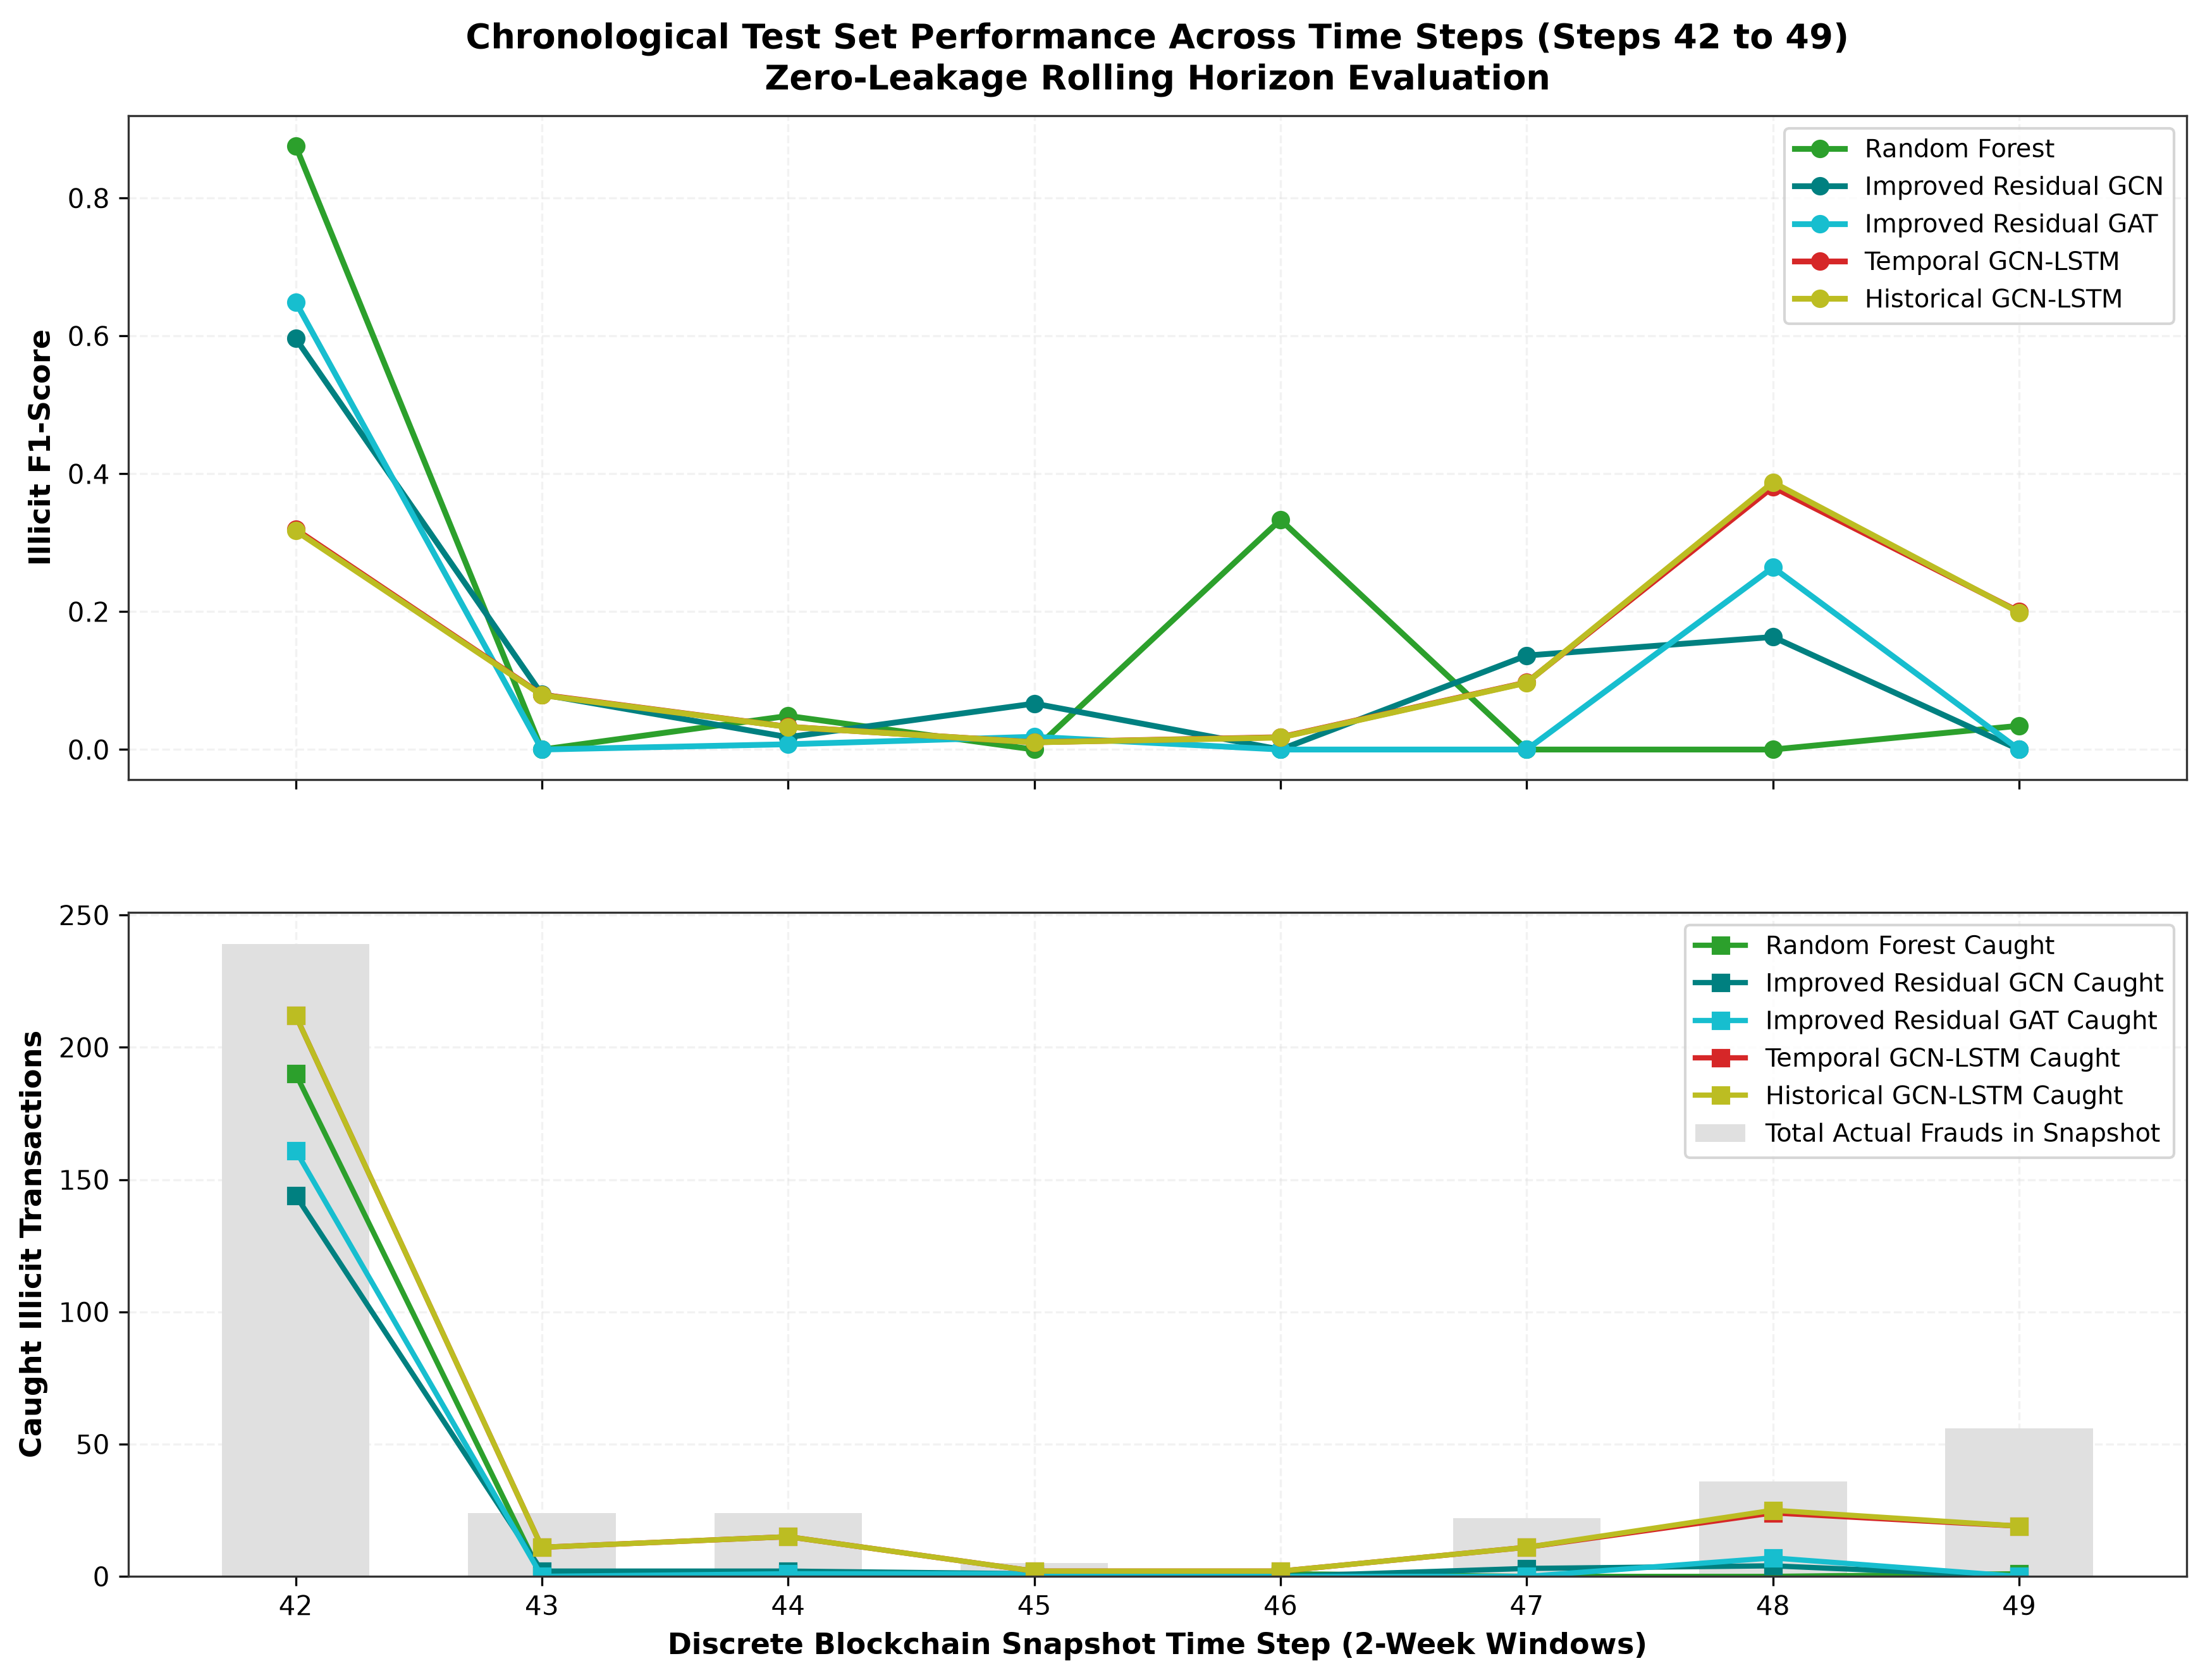 Chronological Test Set Performance Across Time Steps (Steps 42 to 49)
Zero-Leakage Rolling Horizon Evaluation
Illicit F1-Score
0.8
0.6
0.4
0.2
0.0
Random Forest
Improved Residual GCN
Improved Residual GAT
Temporal GCN-LSTM
Historical GCN-LSTM
Caught Illicit Transactions
250
200
150
100
50
0
Random Forest Caught
Improved Residual GCN Caught
Improved Residual GAT Caught
Temporal GCN-LSTM Caught
Historical GCN-LSTM Caught
Total Actual Frauds in Snapshot
42 43 44 45 46 47 48 49
Discrete Blockchain Snapshot Time Step (2-Week Windows)